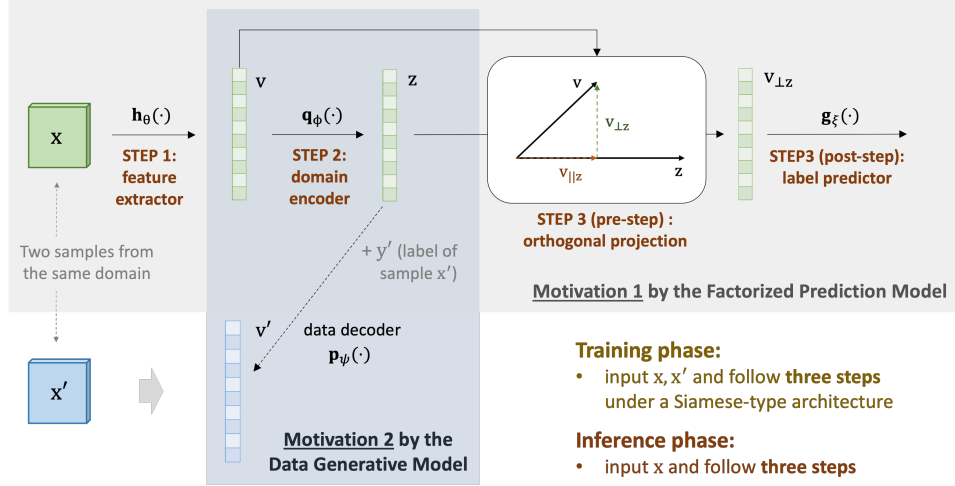 x
h_θ(·)
STEP 1:
feature
extractor
v
q_ϕ(·)
STEP 2:
domain
encoder
z
v
v_⊥z
v_||z
z
STEP 3 (pre-step) :
orthogonal projection
v_⊥z
g_ξ(·)
STEP3 (post-step):
label predictor
Two samples from
the same domain
+ y′ (label of
sample x′)
Motivation 1 by the Factorized Prediction Model
x′
v′
data decoder
p_ψ(·)
Motivation 2 by the
Data Generative Model
Training phase:
• input x, x′ and follow three steps
under a Siamese-type architecture
Inference phase:
• input x and follow three steps